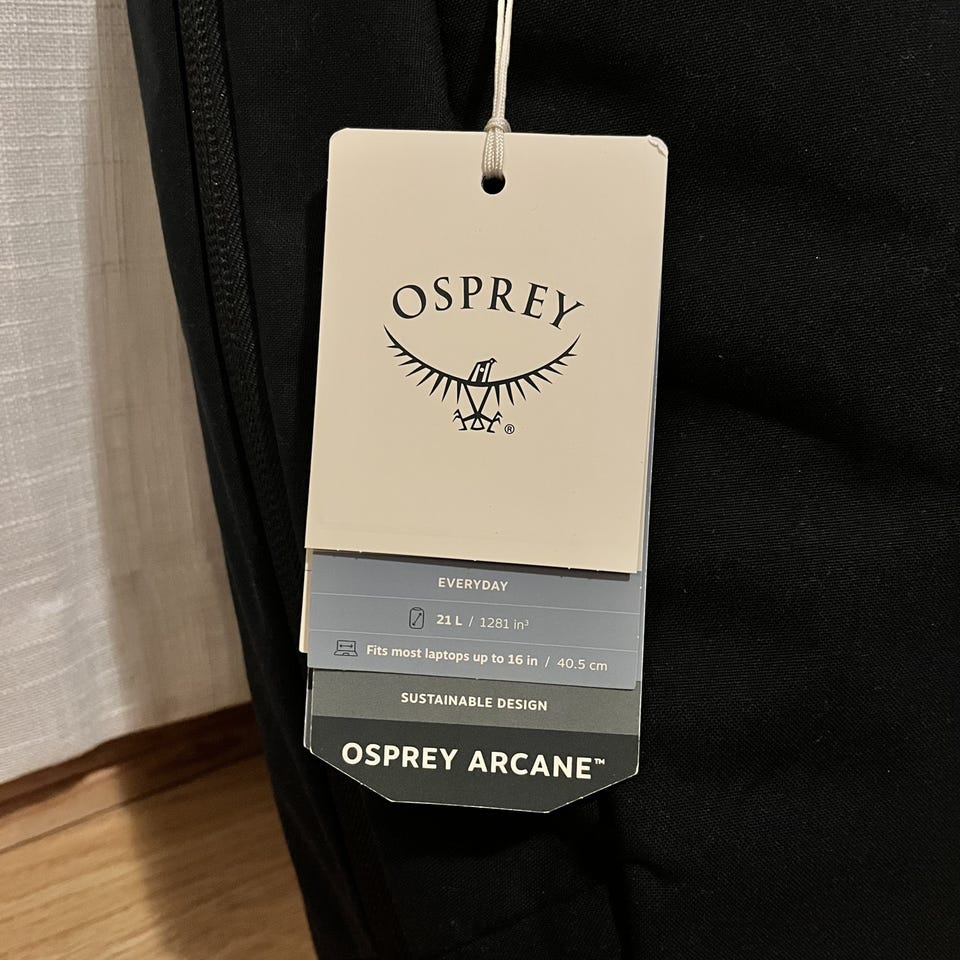 OSPREY
®
EVERYDAY
21 L / 1281 in³
Fits most laptops up to 16 in / 40.5 cm
SUSTAINABLE DESIGN
OSPREY ARCANE™